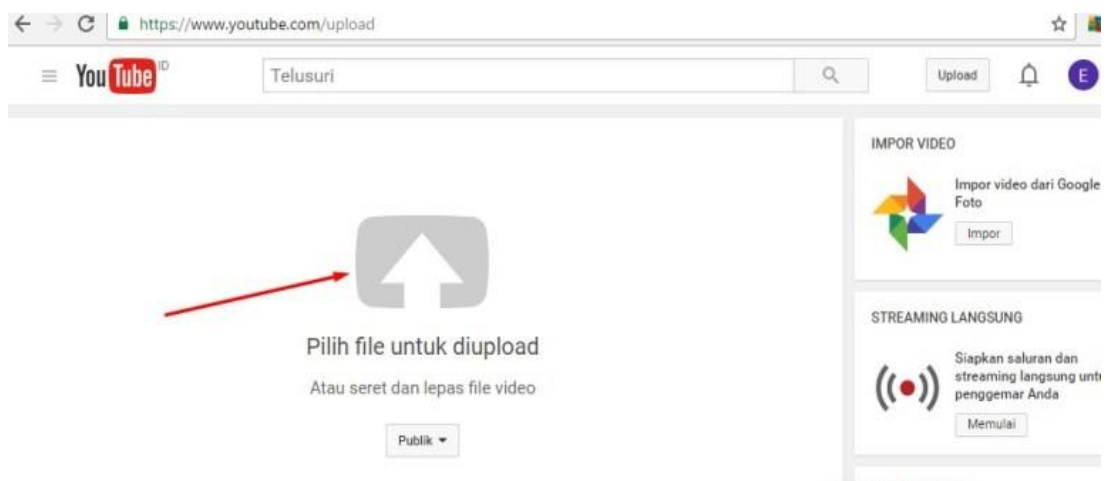 https://www.youtube.com/upload
YouTube ID
Telusuri
Upload
E
Pilih file untuk diupload
Atau seret dan lepas file video
Publik
IMPOR VIDEO
Impor video dari Google
Foto
Impor
STREAMING LANGSUNG
Siapkan saluran dan
streaming langsung untu
penggemar Anda
Memulai